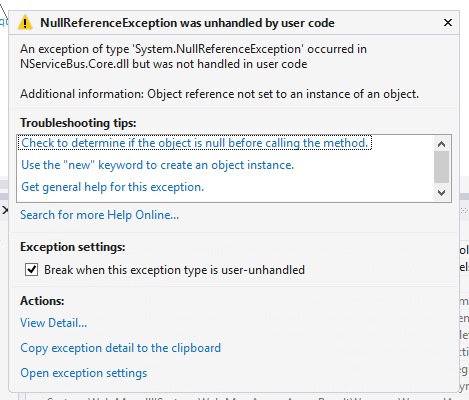 NullReferenceException was unhandled by user code
An exception of type 'System.NullReferenceException' occurred in
NServiceBus.Core.dll but was not handled in user code
Additional information: Object reference not set to an instance of an object.
Troubleshooting tips:
Check to determine if the object is null before calling the method.
Use the "new" keyword to create an object instance.
Get general help for this exception.
Search for more Help Online...
Exception settings:
Break when this exception type is user-unhandled
Actions:
View Detail...
Copy exception detail to the clipboard
Open exception settings